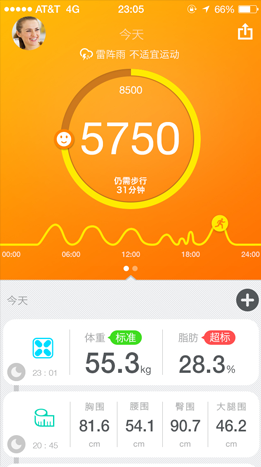 AT&T 4G 23:05 66%
今天
雷阵雨 不适宜运动
8500
5750
仍需步行
31分钟
00:00 06:00 12:00 18:00 24:00
今天
体重 标准 脂肪 超标
55.3kg 28.3%
23 : 01
胸围 腰围 臀围 大腿围
81.6 54.1 90.7 46.2
cm cm cm cm
20 : 45